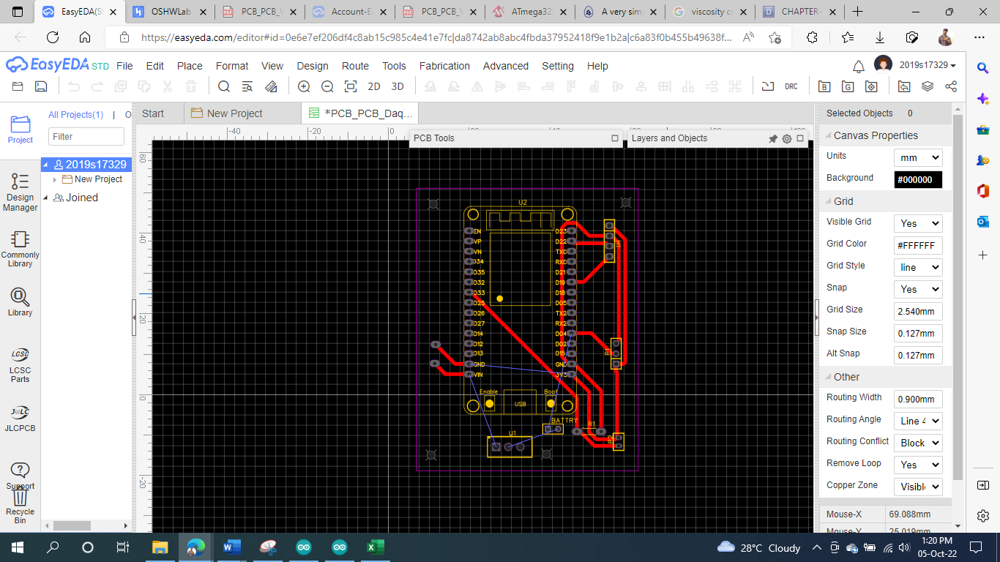 EasyEDA(St
OSHWLab
PCB_PCB_
Account-E
PCB_PCB_
ATmega32
A very simp
viscosity co
CHAPTER-
https://easyeda.com/editor#id=0e6e7ef206df4c8ab15c985c4e41e7fc|da8742ab8abc4fbda37952418f9e1b2a|c6a83f0b455b49638f...
EasyEDA STD
File Edit Place Format View Design Route Tools Fabrication Advanced Setting Help
2019s17329
2D 3D
DRC
B G
Project
Design Manager
Commonly Library
Library
LCSC
LCSC Parts
JLCPCB
Support
Recycle Bin
All Projects(1) | O
Filter
2019s17329
New Project
Joined
Start
New Project
*PCB_PCB_Daq...
-40 -20 0
60
40
20
0
-20
PCB Tools
Layers and Objects
U2
EN
VP
VN
D34
D35
D32
D33
D25
D26
D27
D14
D12
D13
GND
VIN
D23
D22
TX0
RX0
D21
D19
D18
D05
TX2
RX2
D04
D02
D15
GND
3V3
Enable
Boot
USB
BATTRY
R1
U1
Selected Objects 0
Canvas Properties
Units mm
Background #000000
Grid
Visible Grid Yes
Grid Color #FFFFFF
Grid Style line
Snap Yes
Grid Size 2.540mm
Snap Size 0.127mm
Alt Snap 0.127mm
Other
Routing Width 0.900mm
Routing Angle Line 4
Routing Conflict Block
Remove Loop Yes
Copper Zone Visibl
Mouse-X 69.088mm
Mouse-Y 25.019mm
28°C Cloudy
1:20 PM
05-Oct-22